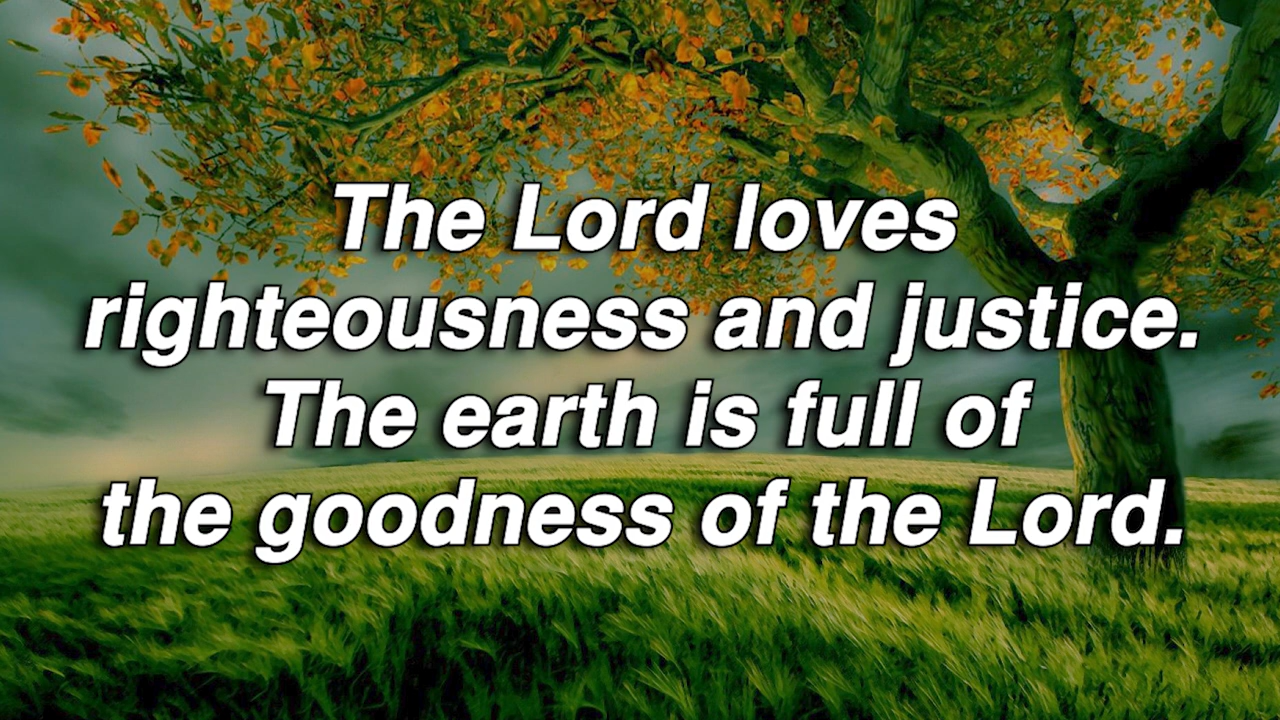 The Lord loves
righteousness and justice.
The earth is full of
the goodness of the Lord.